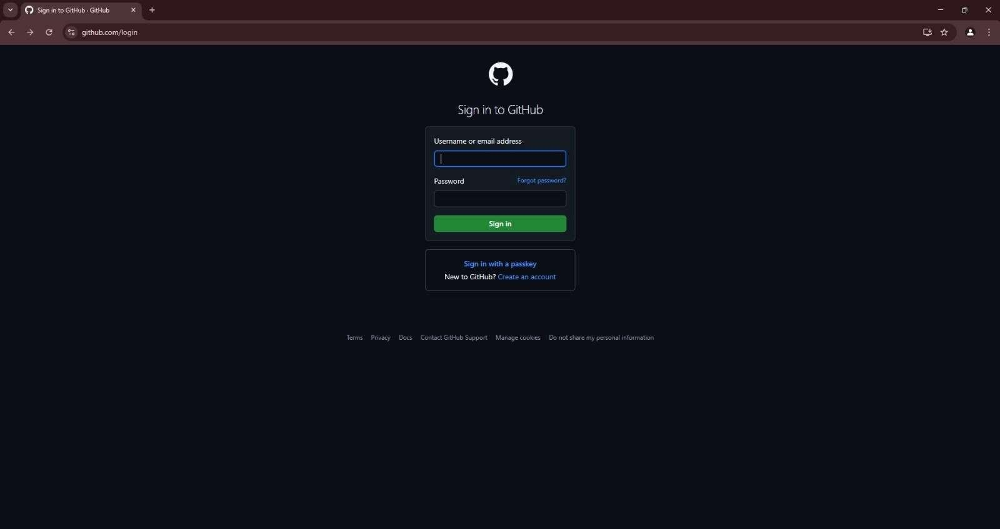 Sign in to GitHub · GitHub
github.com/login
Sign in to GitHub
Username or email address
Password Forgot password?
Sign in
Sign in with a passkey
New to GitHub? Create an account
Terms Privacy Docs Contact GitHub Support Manage cookies Do not share my personal information